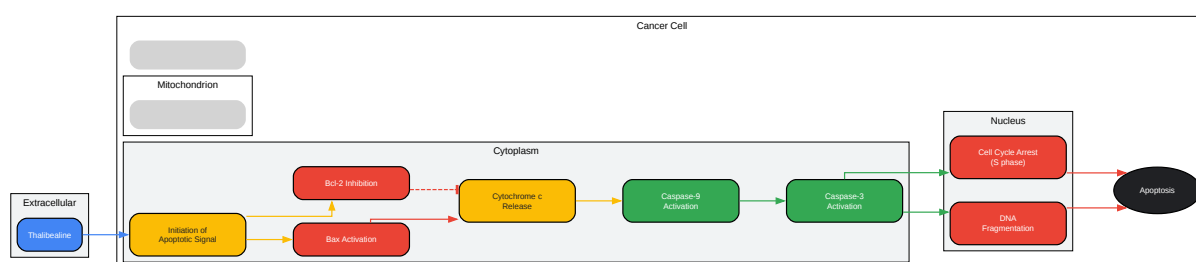 Cancer Cell
Mitochondrion
Cytoplasm
Nucleus
Extracellular
Thalibealine
Initiation of
Apoptotic Signal
Bcl-2 Inhibition
Bax Activation
Cytochrome c
Release
Caspase-9
Activation
Caspase-3
Activation
Cell Cycle Arrest
(S phase)
DNA
Fragmentation
Apoptosis